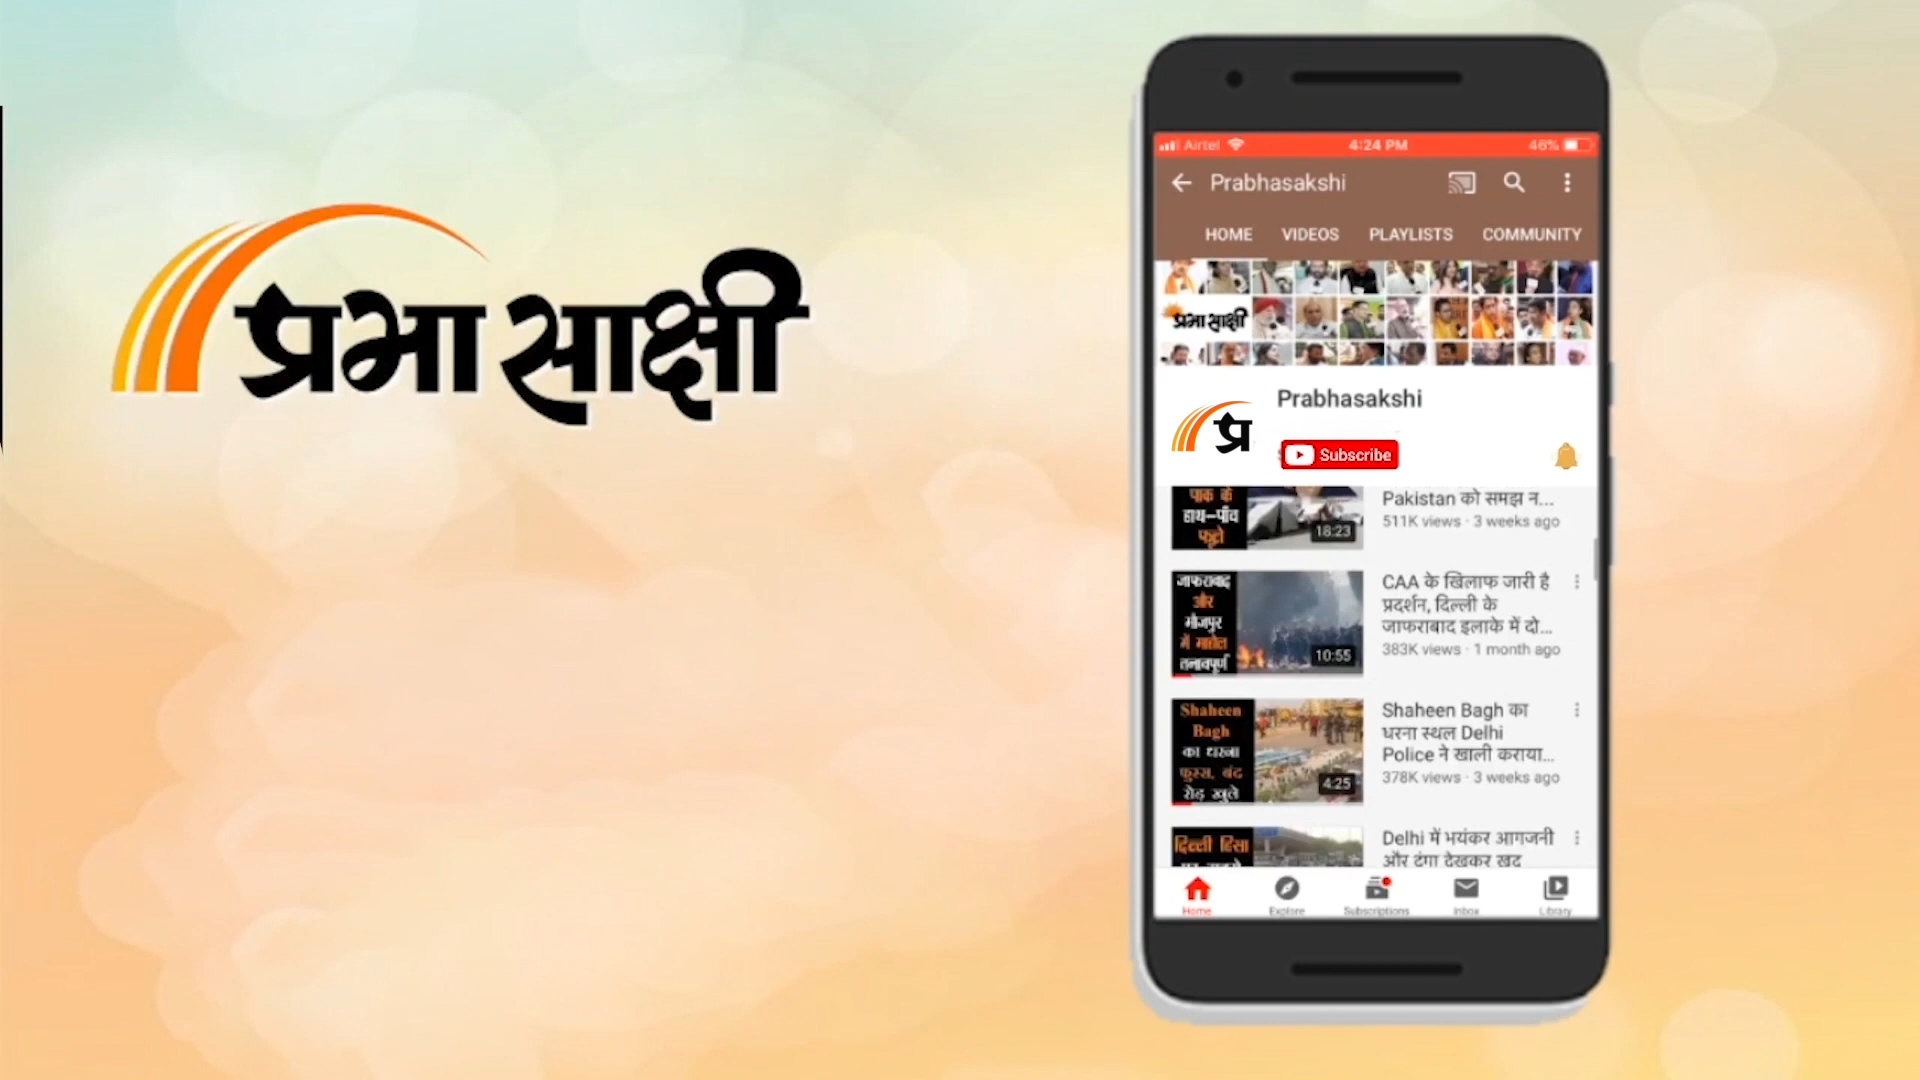 प्रभासाक्षी
Airtel 4:24 PM 46%
Prabhasakshi
HOME VIDEOS PLAYLISTS COMMUNITY
प्रभासाक्षी
Prabhasakshi
प्र
Subscribe
पाक के
हाथ-पाँव
फूले
18:23
Pakistan को समझ न...
511K views · 3 weeks ago
जाफराबाद
और
मौजपुर
में माहौल
तनावपूर्ण
10:55
CAA के खिलाफ जारी है
प्रदर्शन, दिल्ली के
जाफराबाद इलाके में दो...
383K views · 1 month ago
Shaheen
Bagh
का धरना
फुस्स, बंद
रोड़ खुले
4:25
Shaheen Bagh का
धरना स्थल Delhi
Police ने खाली कराया...
378K views · 3 weeks ago
दिल्ली हिंसा
Delhi में भयंकर आगजनी
और दंगा देखकर खुद
Home Explore Subscriptions Inbox Library